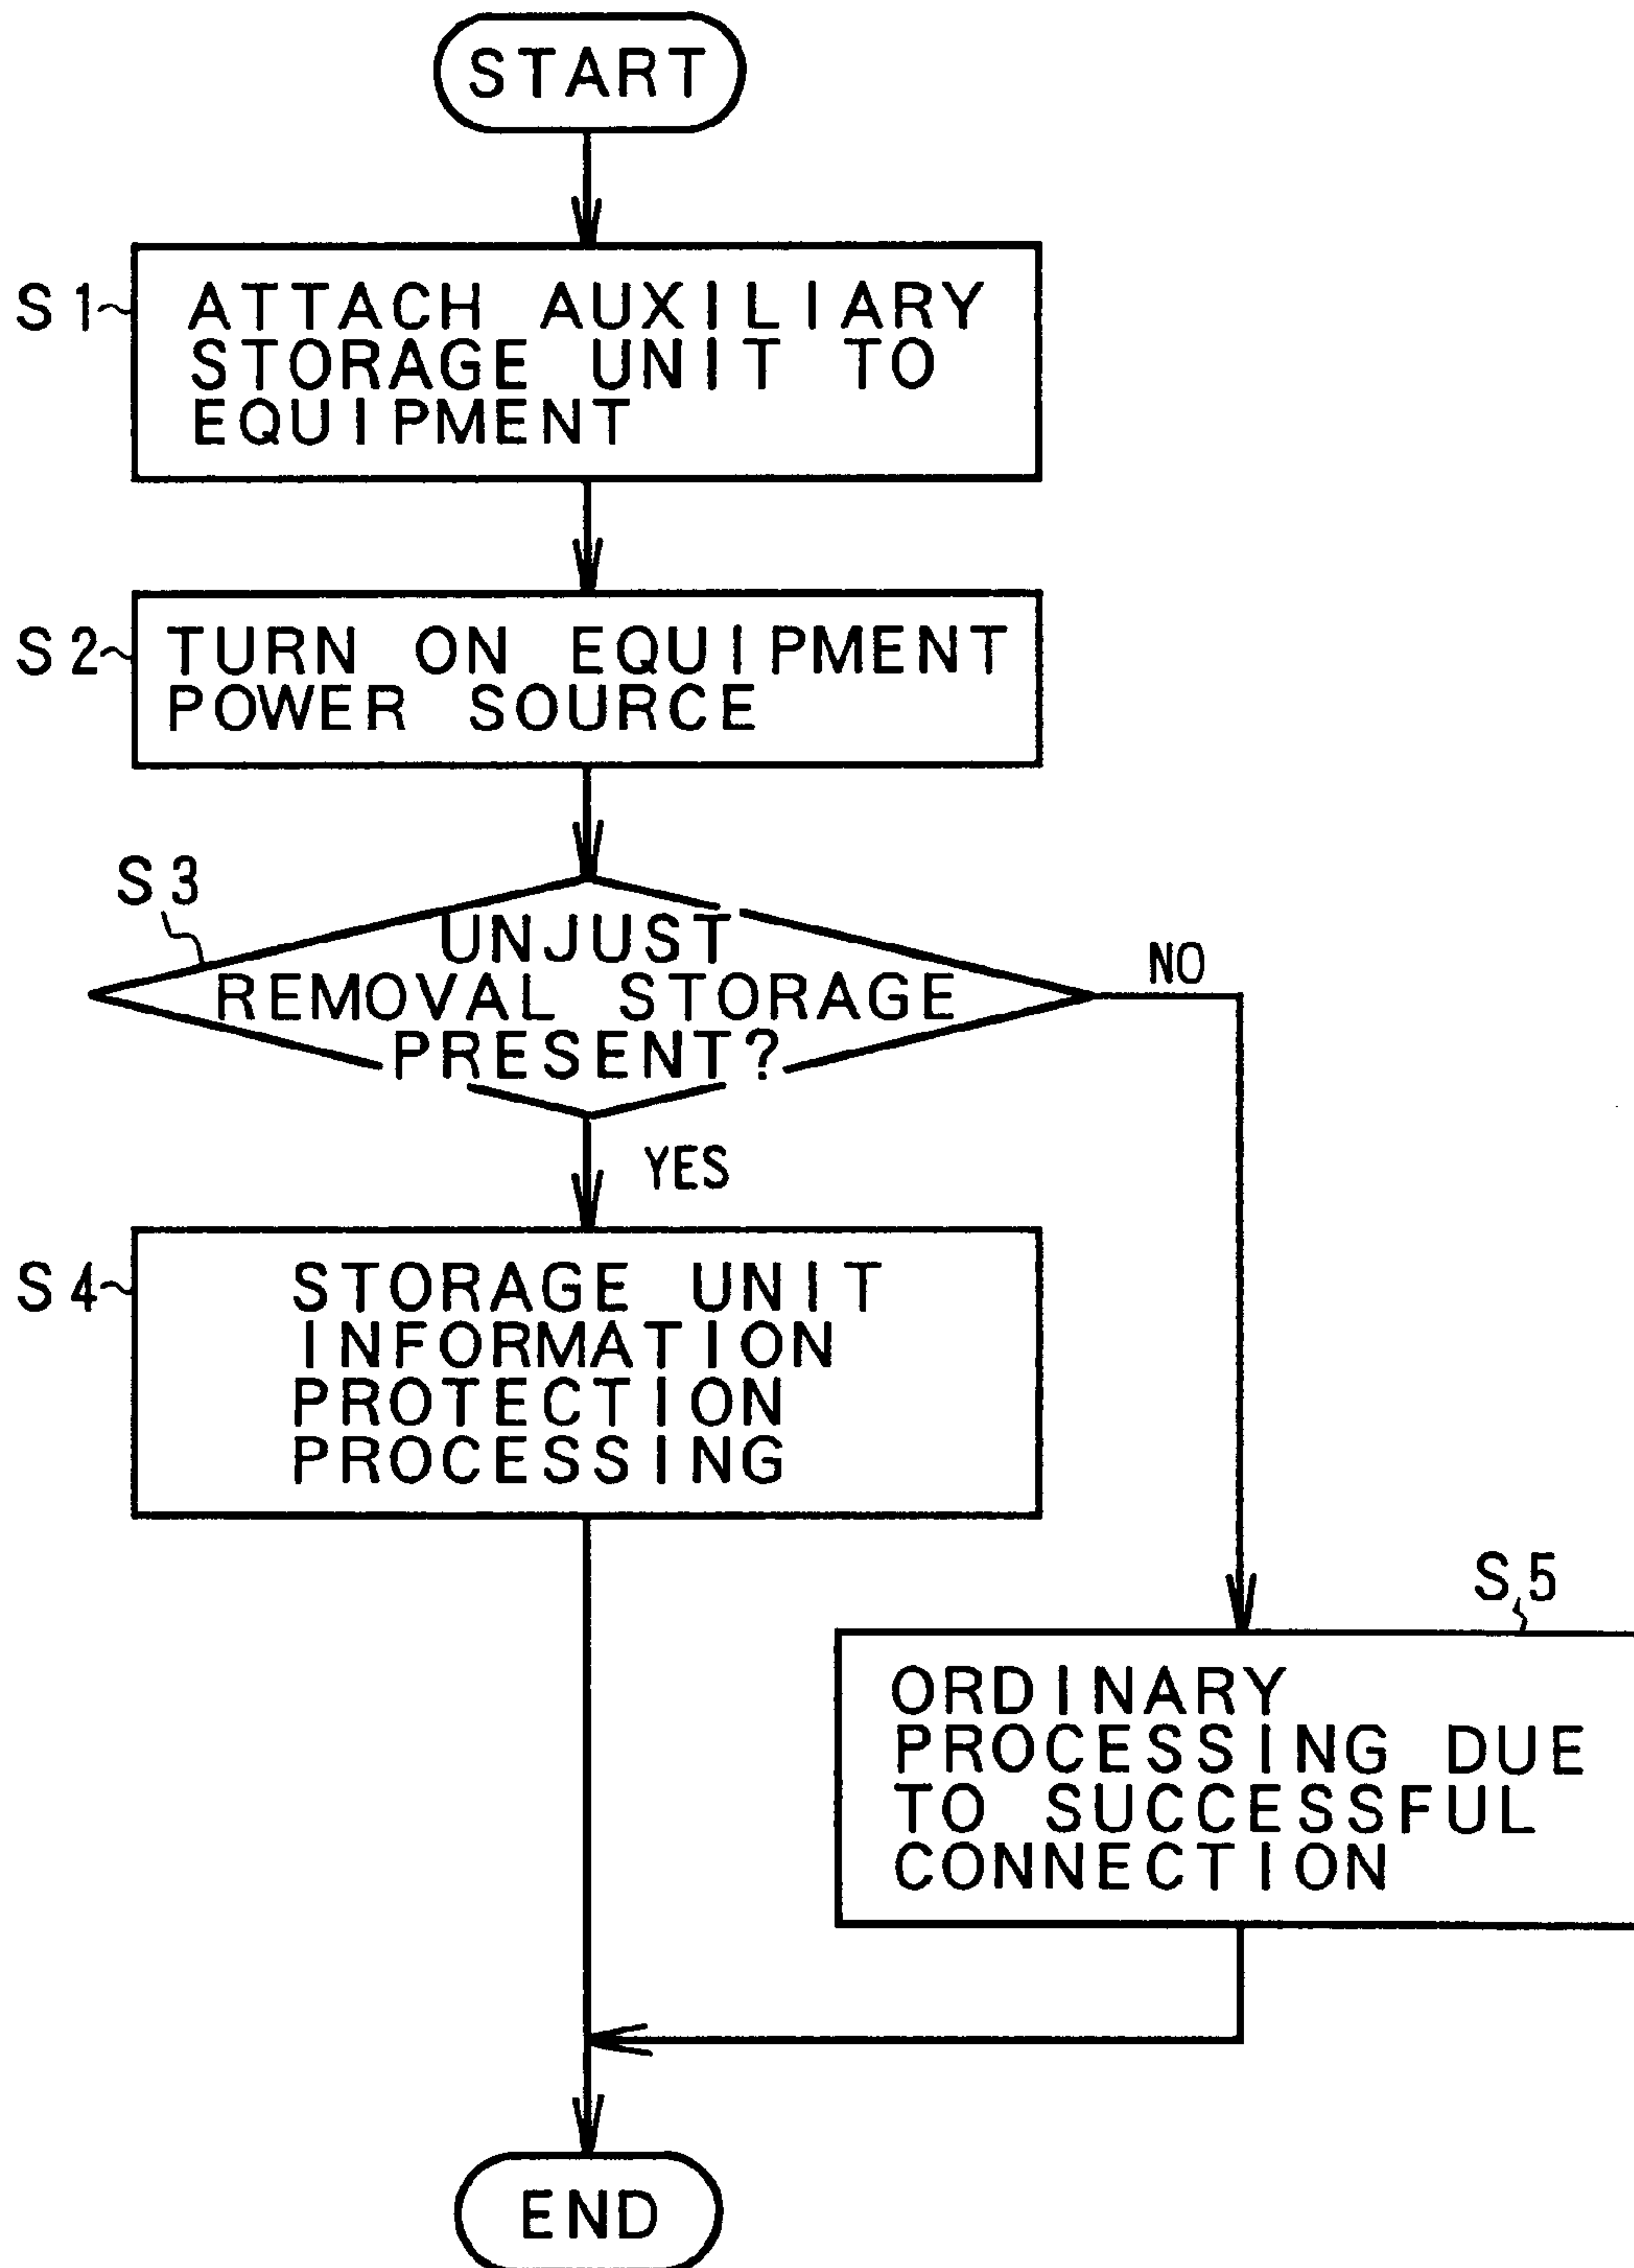 START
S1
ATTACH AUXILIARY
STORAGE UNIT TO
EQUIPMENT
S2
TURN ON EQUIPMENT
POWER SOURCE
S3
UNJUST
REMOVAL STORAGE
PRESENT?
NO
YES
S4
STORAGE UNIT
INFORMATION
PROTECTION
PROCESSING
S5
ORDINARY
PROCESSING DUE
TO SUCCESSFUL
CONNECTION
END